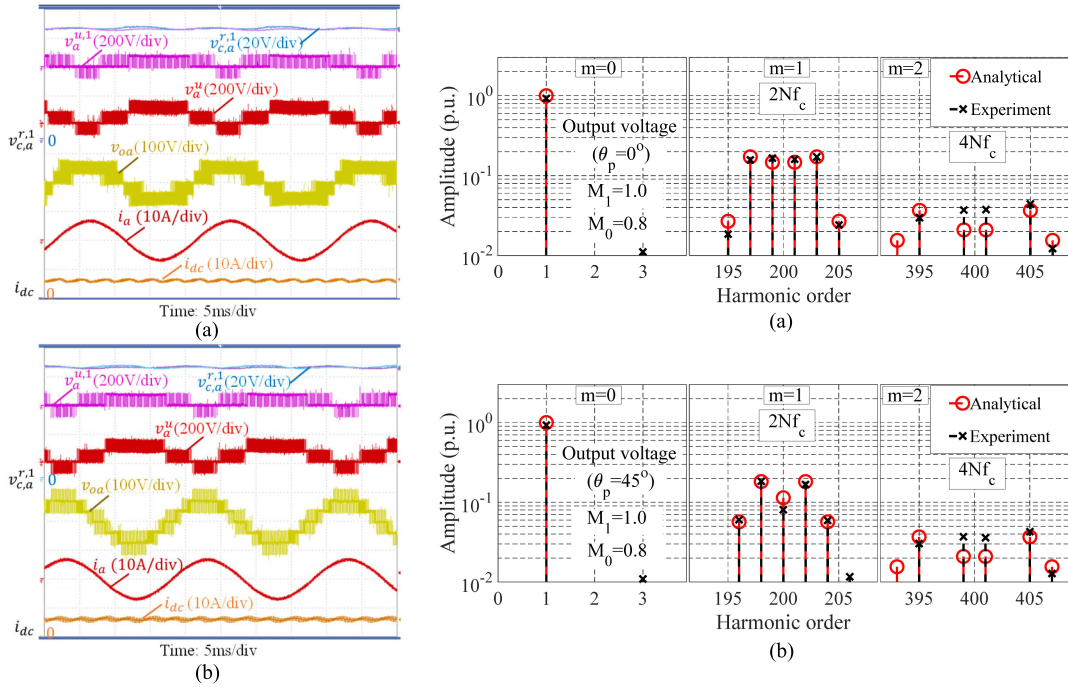 v_a^{u,1}(200V/div)
v_{c,a}^{r,1}(20V/div)
v_a^u(200V/div)
v_{c,a}^{r,1} 0
v_{oa}(100V/div)
i_a (10A/div)
i_{dc} (10A/div)
i_{dc} 0
Time: 5ms/div
(a)
v_a^{u,1}(200V/div)
v_{c,a}^{r,1}(20V/div)
v_a^u(200V/div)
v_{c,a}^{r,1} 0
v_{oa}(100V/div)
i_a (10A/div)
i_{dc}(10A/div)
i_{dc} 0
Time: 5ms/div
(b)
m=0
m=1
m=2
2Nf_c
Analytical
Experiment
4Nf_c
Output voltage
(θ_p=0°)
M_1=1.0
M_0=0.8
Amplitude (p.u.)
10^0
10^{-1}
10^{-2}
0 1 2 3 195 200 205 395 400 405
Harmonic order
(a)
m=0
m=1
m=2
2Nf_c
Analytical
Experiment
4Nf_c
Output voltage
(θ_p=45°)
M_1=1.0
M_0=0.8
Amplitude (p.u.)
10^0
10^{-1}
10^{-2}
0 1 2 3 195 200 205 395 400 405
Harmonic order
(b)